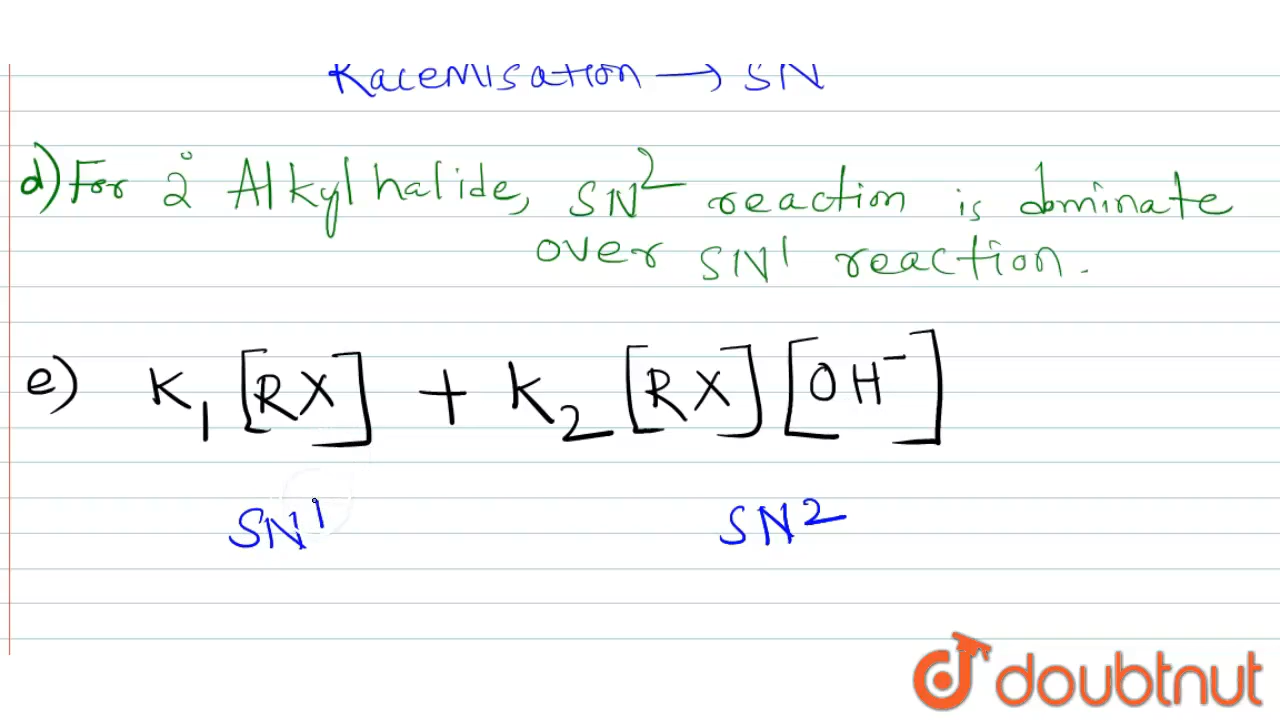 Racemisation → SN
d) For 2° Alkyl halide, SN² reaction is dominate
over SN¹ reaction.
e) K₁ [RX] + K₂ [RX] [OH⁻]
SN¹ SN²
doubtnut